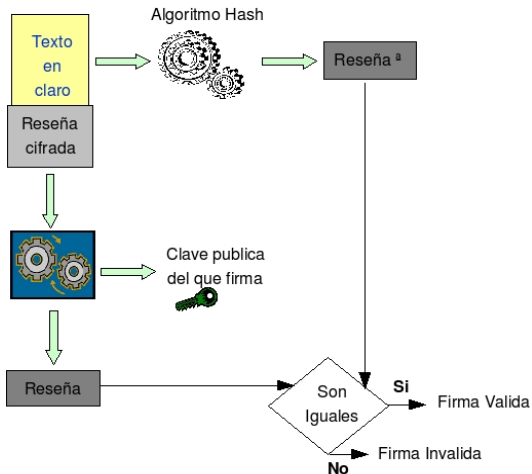 Algoritmo Hash
Texto
en
claro
Reseña ª
Reseña
cifrada
Clave publica
del que firma
Reseña
Son
Iguales
Si
Firma Valida
No
Firma Invalida